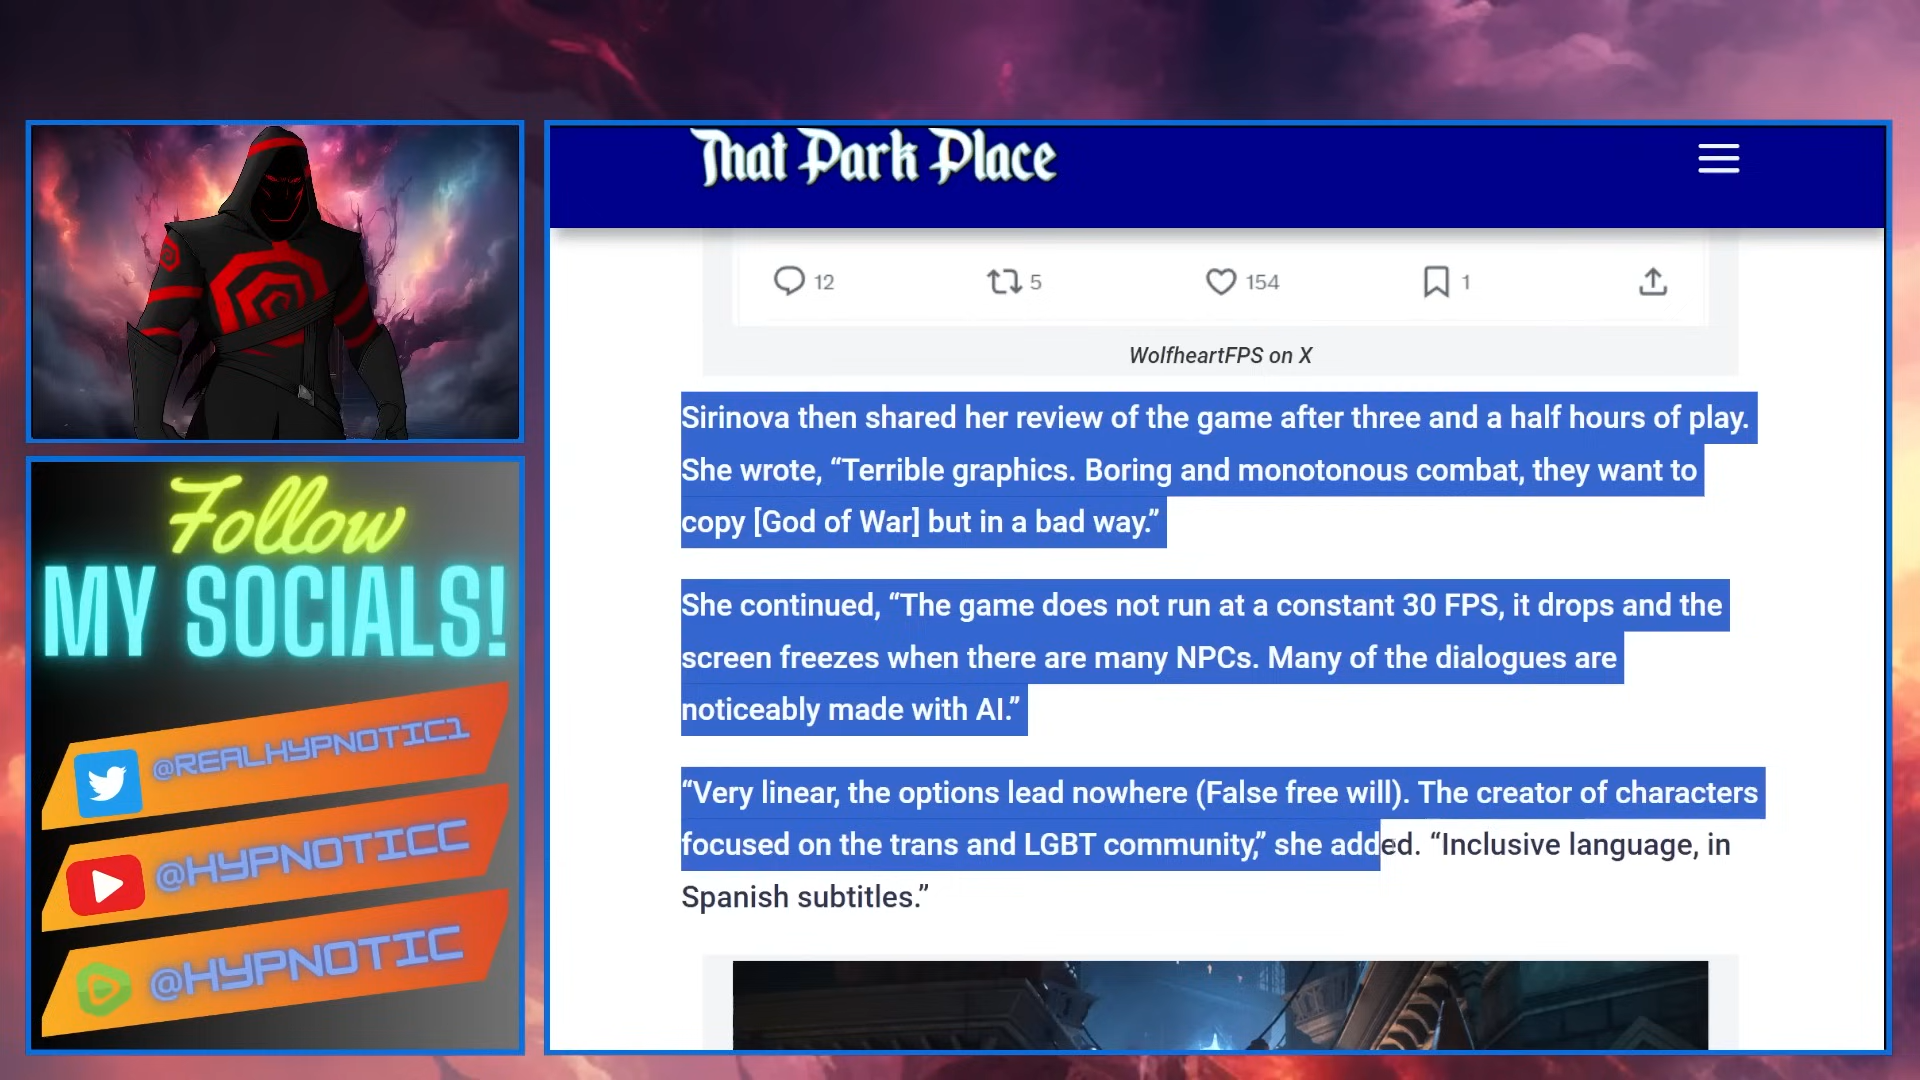 That Park Place
12
5
154
1
WolfheartFPS on X
Sirinova then shared her review of the game after three and a half hours of play.
She wrote, “Terrible graphics. Boring and monotonous combat, they want to
copy [God of War] but in a bad way.”
She continued, “The game does not run at a constant 30 FPS, it drops and the
screen freezes when there are many NPCs. Many of the dialogues are
noticeably made with AI.”
“Very linear, the options lead nowhere (False free will). The creator of characters
focused on the trans and LGBT community,” she added. “Inclusive language, in
Spanish subtitles.”
Follow
MY SOCIALS!
@REALHYPNOTIC1
@HYPNOTICC
@HYPNOTIC